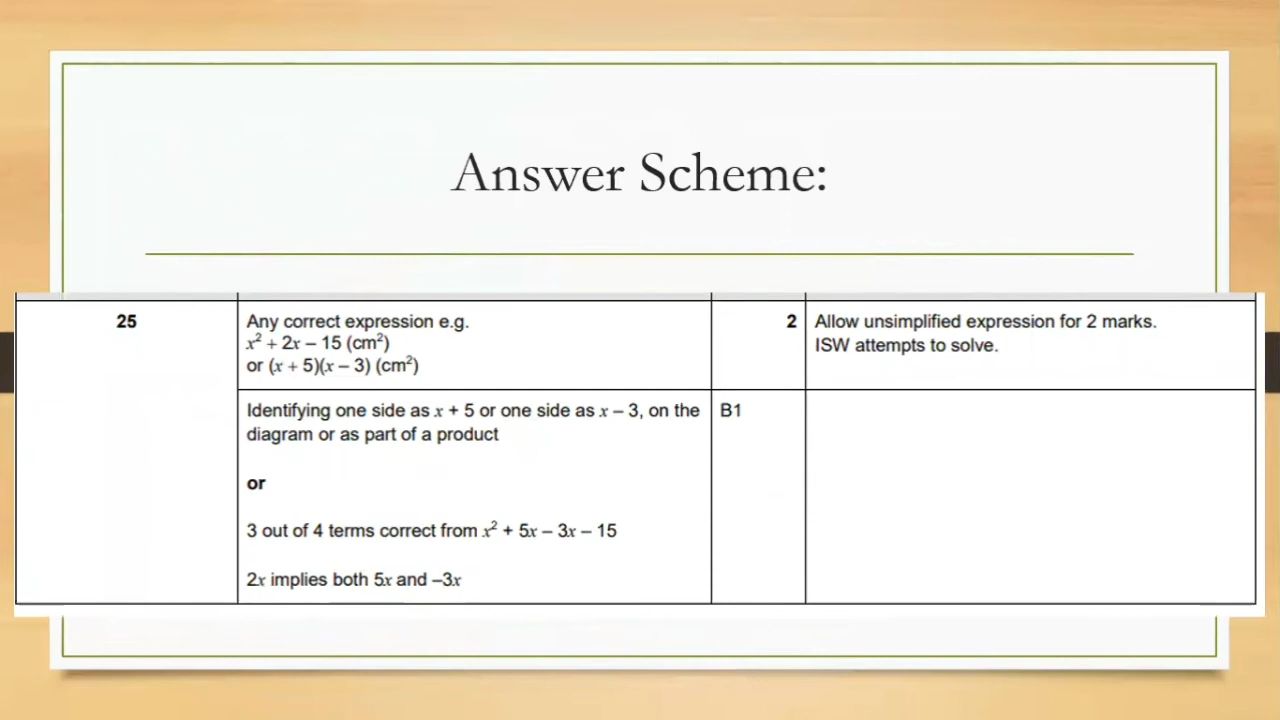 Answer Scheme:
25
Any correct expression e.g.
x² + 2x – 15 (cm²)
or (x + 5)(x – 3) (cm²)
2
Allow unsimplified expression for 2 marks.
ISW attempts to solve.
Identifying one side as x + 5 or one side as x – 3, on the
diagram or as part of a product
B1
or
3 out of 4 terms correct from x² + 5x – 3x – 15
2x implies both 5x and –3x